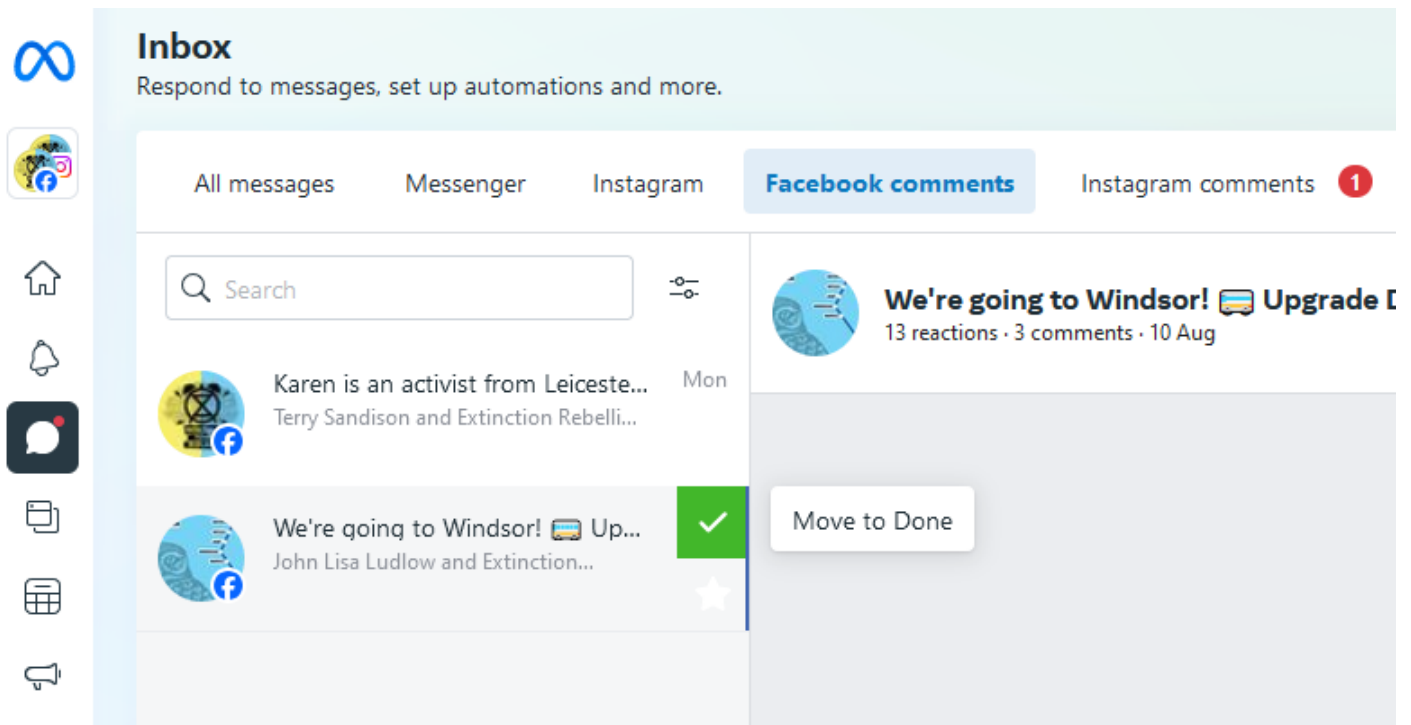 Inbox
Respond to messages, set up automations and more.
All messages Messenger Instagram Facebook comments Instagram comments 1
Search
We're going to Windsor! 🚍 Upgrade
13 reactions · 3 comments · 10 Aug
Karen is an activist from Leiceste... Mon
Terry Sandison and Extinction Rebelli...
We're going to Windsor! 🚍 Up...
John Lisa Ludlow and Extinction...
Move to Done